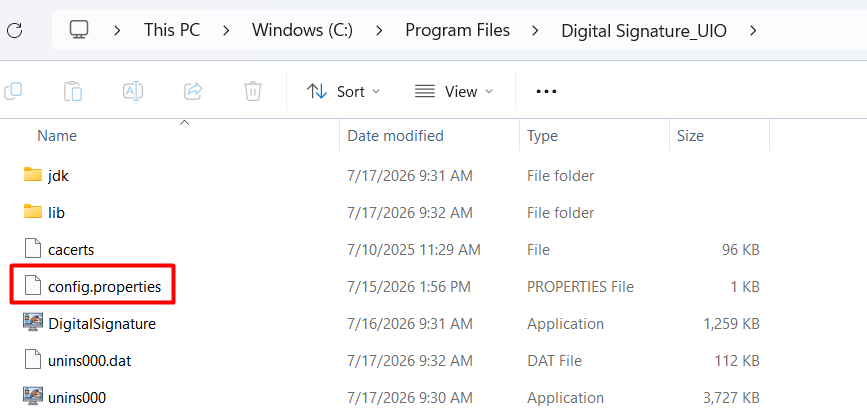 This PC > Windows (C:) > Program Files > Digital Signature_UIO >
Sort View •••
Name Date modified Type Size
jdk 7/17/2026 9:31 AM File folder
lib 7/17/2026 9:32 AM File folder
cacerts 7/10/2025 11:29 AM File 96 KB
config.properties 7/15/2026 1:56 PM PROPERTIES File 1 KB
DigitalSignature 7/16/2026 9:31 AM Application 1,259 KB
unins000.dat 7/17/2026 9:32 AM DAT File 112 KB
unins000 7/17/2026 9:30 AM Application 3,727 KB